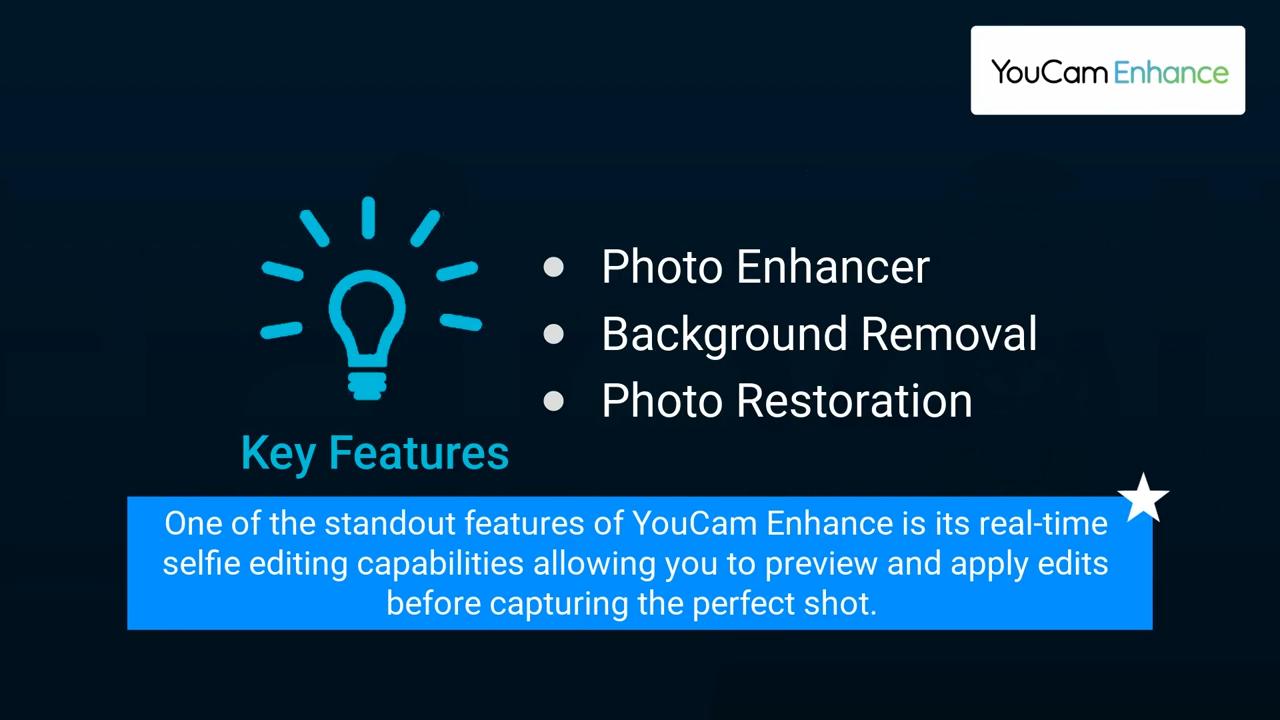 YouCam Enhance
Photo Enhancer
Background Removal
Photo Restoration
Key Features
One of the standout features of YouCam Enhance is its real-time
selfie editing capabilities allowing you to preview and apply edits
before capturing the perfect shot.